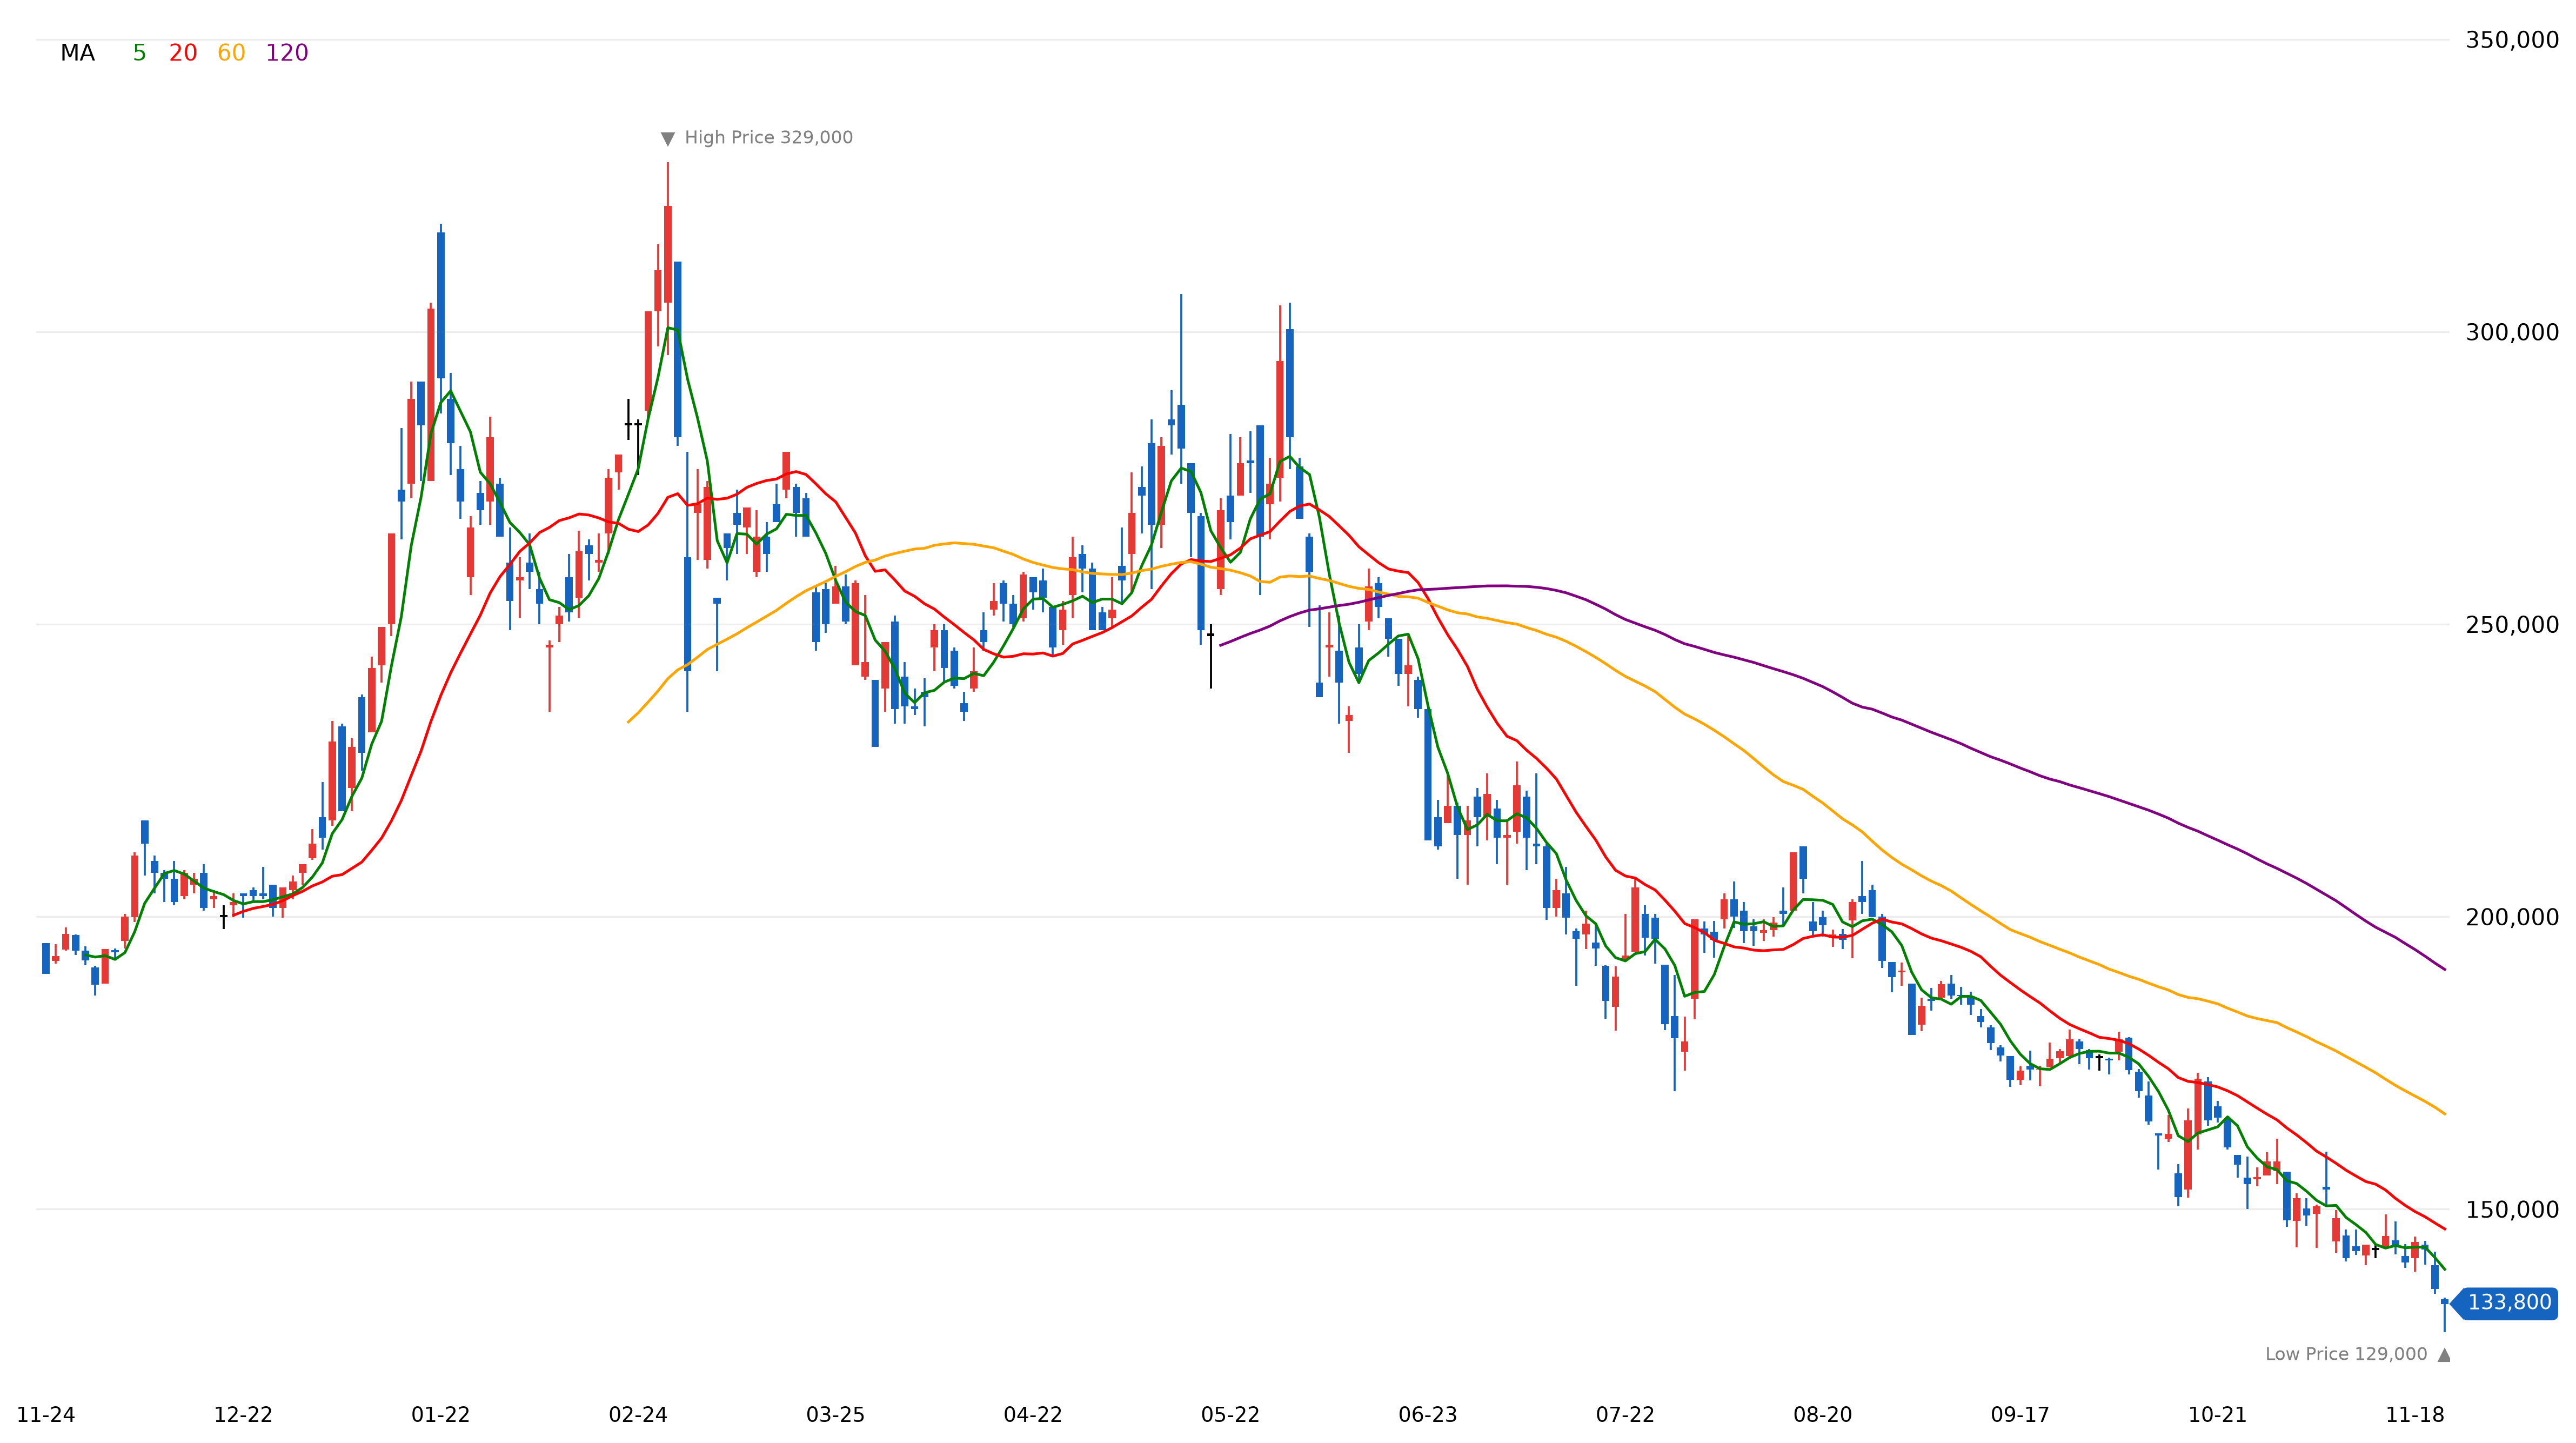 350,000
MA 5 20 60 120
▼ High Price 329,000
300,000
250,000
200,000
150,000
133,800
Low Price 129,000 ▲
11-24 12-22 01-22 02-24 03-25 04-22 05-22 06-23 07-22 08-20 09-17 10-21 11-18